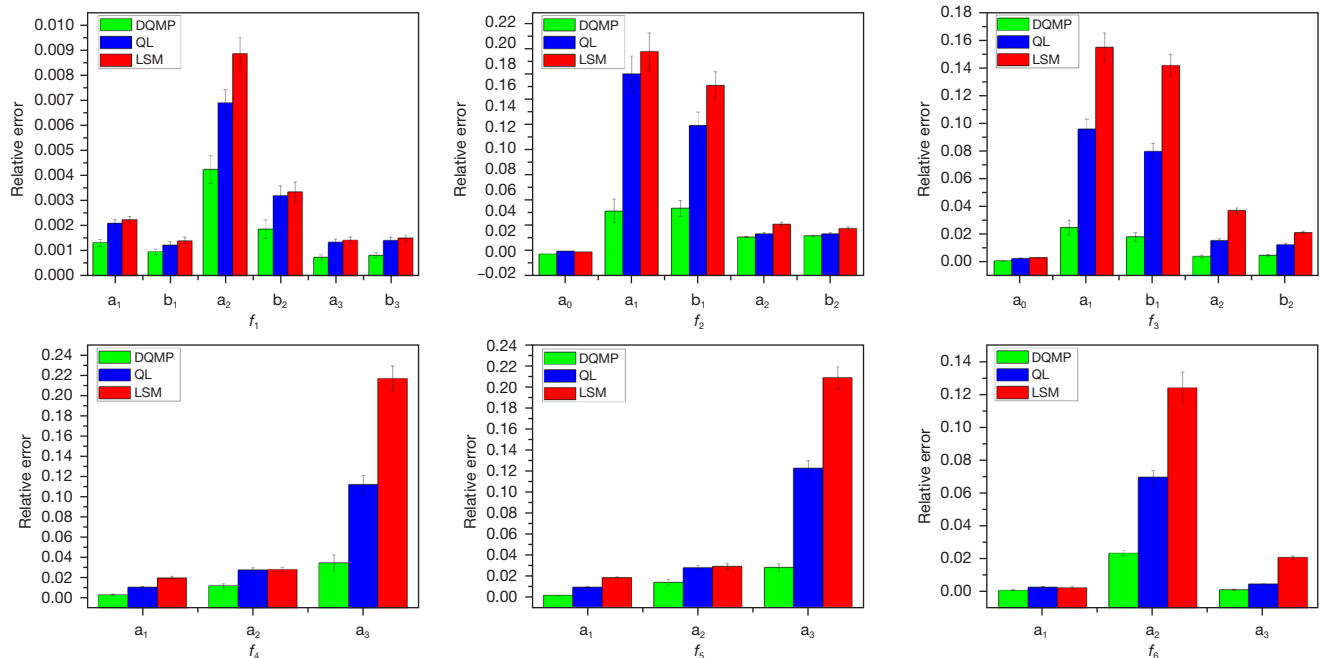 0.010
0.009
0.008
0.007
0.006
0.005
0.004
0.003
0.002
0.001
0.000
Relative error
DQMP
QL
LSM
a₁ b₁ a₂ b₂ a₃ b₃
f₁
0.22
0.20
0.18
0.16
0.14
0.12
0.10
0.08
0.06
0.04
0.02
0.00
−0.02
Relative error
DQMP
QL
LSM
a₀ a₁ b₁ a₂ b₂
f₂
0.18
0.16
0.14
0.12
0.10
0.08
0.06
0.04
0.02
0.00
Relative error
DQMP
QL
LSM
a₀ a₁ b₁ a₂ b₂
f₃
0.24
0.22
0.20
0.18
0.16
0.14
0.12
0.10
0.08
0.06
0.04
0.02
0.00
Relative error
DQMP
QL
LSM
a₁ a₂ a₃
f₄
0.24
0.22
0.20
0.18
0.16
0.14
0.12
0.10
0.08
0.06
0.04
0.02
0.00
Relative error
DQMP
QL
LSM
a₁ a₂ a₃
f₅
0.14
0.12
0.10
0.08
0.06
0.04
0.02
0.00
Relative error
DQMP
QL
LSM
a₁ a₂ a₃
f₆